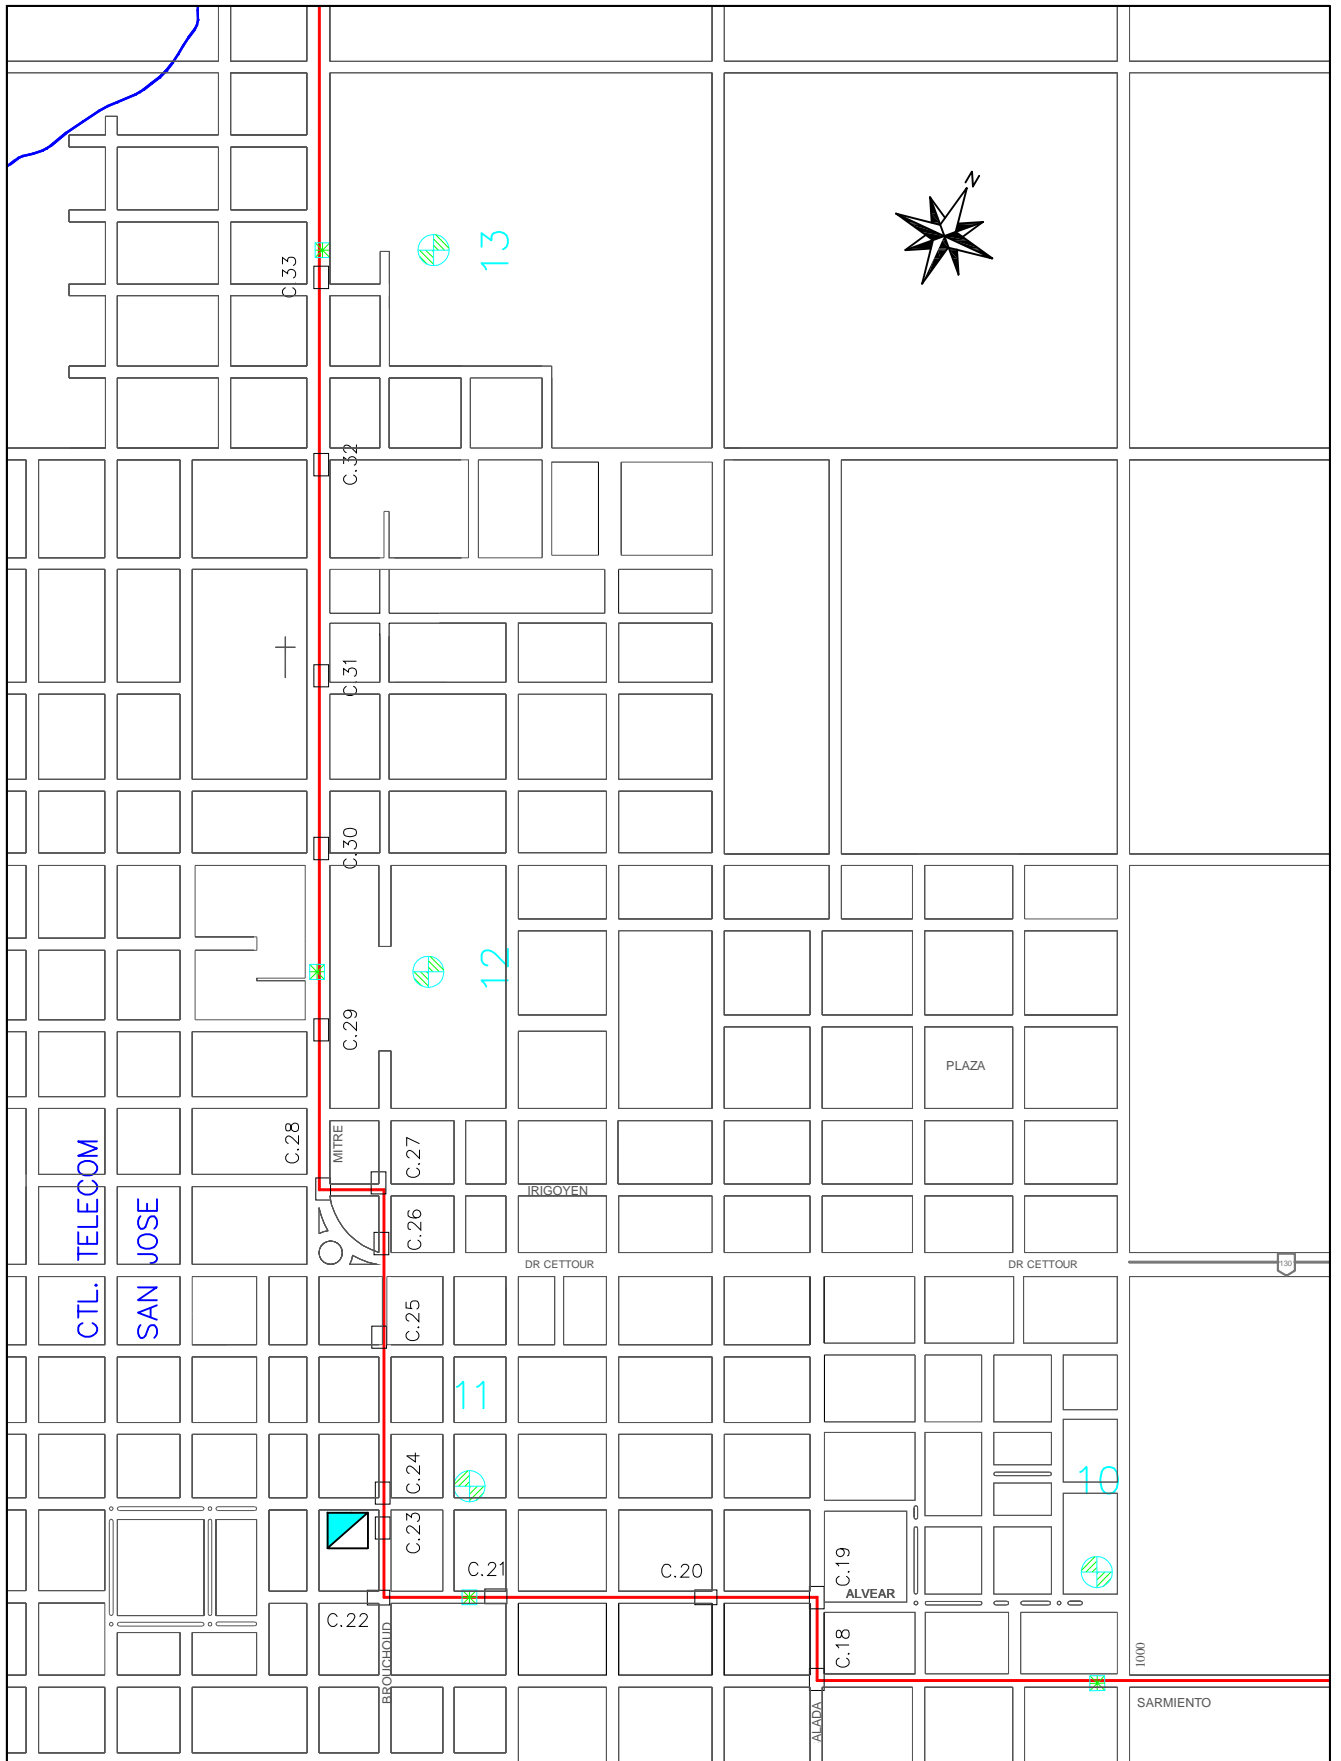 N
13
C.33
C.32
C.31
C.30
12
C.29
PLAZA
C.28
MITRE
C.27
IRIGOYEN
CTL. TELECOM
SAN JOSE
C.26
DR CETTOUR
DR CETTOUR
130
C.25
11
10
C.24
C.23
C.21
C.20
C.19
ALVEAR
C.22
BROUCHOUD
C.18
1000
ALADA
SARMIENTO